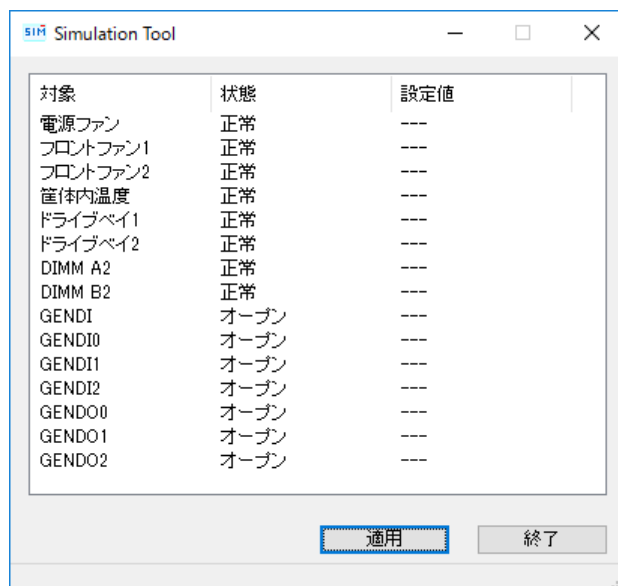 SIM Simulation Tool
対象 状態 設定値
電源ファン 正常 ---
フロントファン1 正常 ---
フロントファン2 正常 ---
筐体内温度 正常 ---
ドライブベイ1 正常 ---
ドライブベイ2 正常 ---
DIMM A2 正常 ---
DIMM B2 正常 ---
GENDI オープン ---
GENDI0 オープン ---
GENDI1 オープン ---
GENDI2 オープン ---
GENDO0 オープン ---
GENDO1 オープン ---
GENDO2 オープン ---
適用 終了